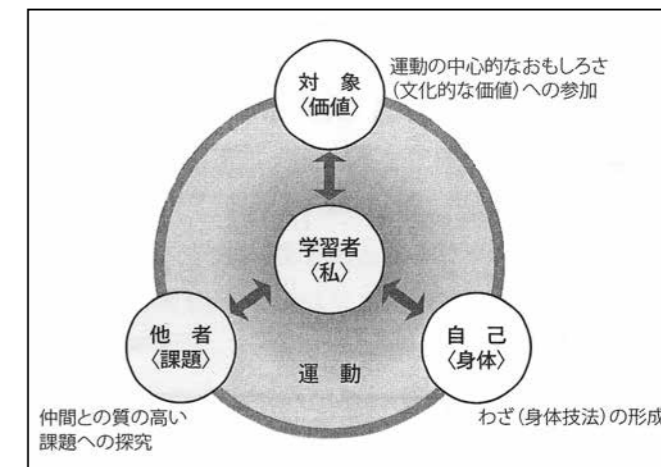 対　象
〈価値〉
運動の中心的なおもしろさ
（文化的な価値）への参加
学習者
〈私〉
他　者
〈課題〉
自　己
〈身体〉
運　動
仲間との質の高い
課題への探究
わざ（身体技法）の形成